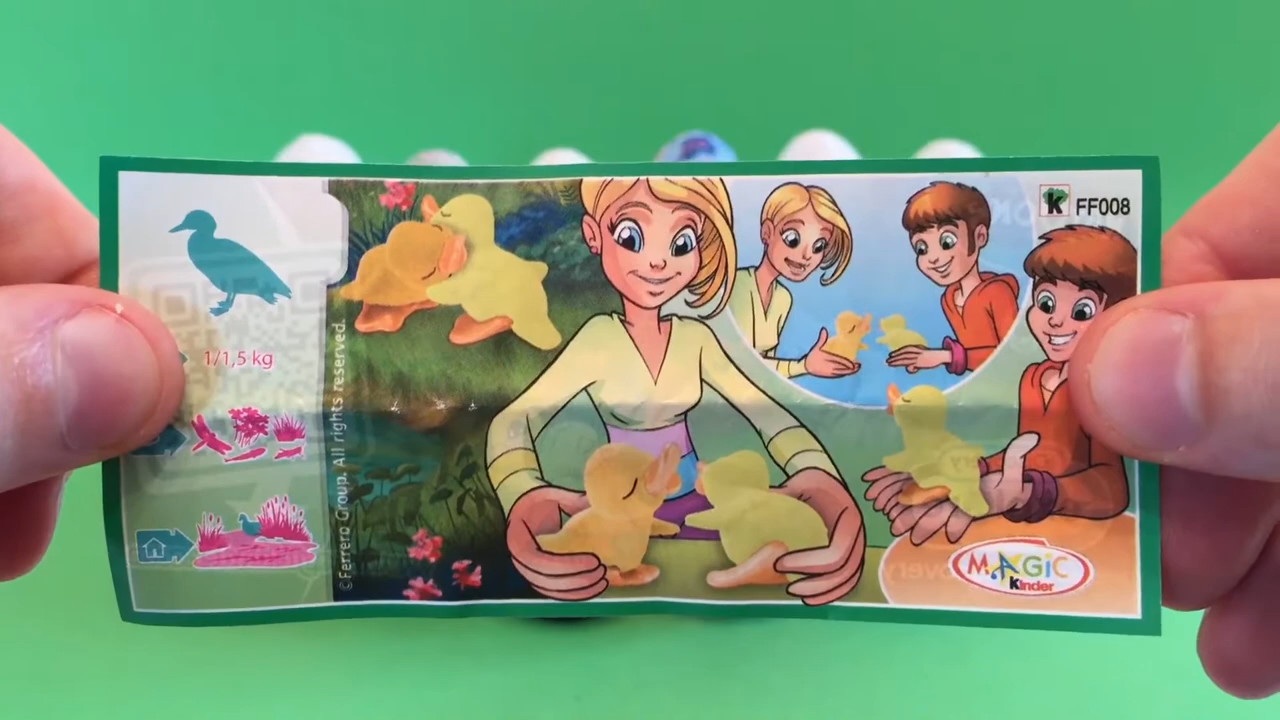 1/1,5 kg
©Ferrero Group. All rights reserved.
K FF008
MAGiC
Kinder